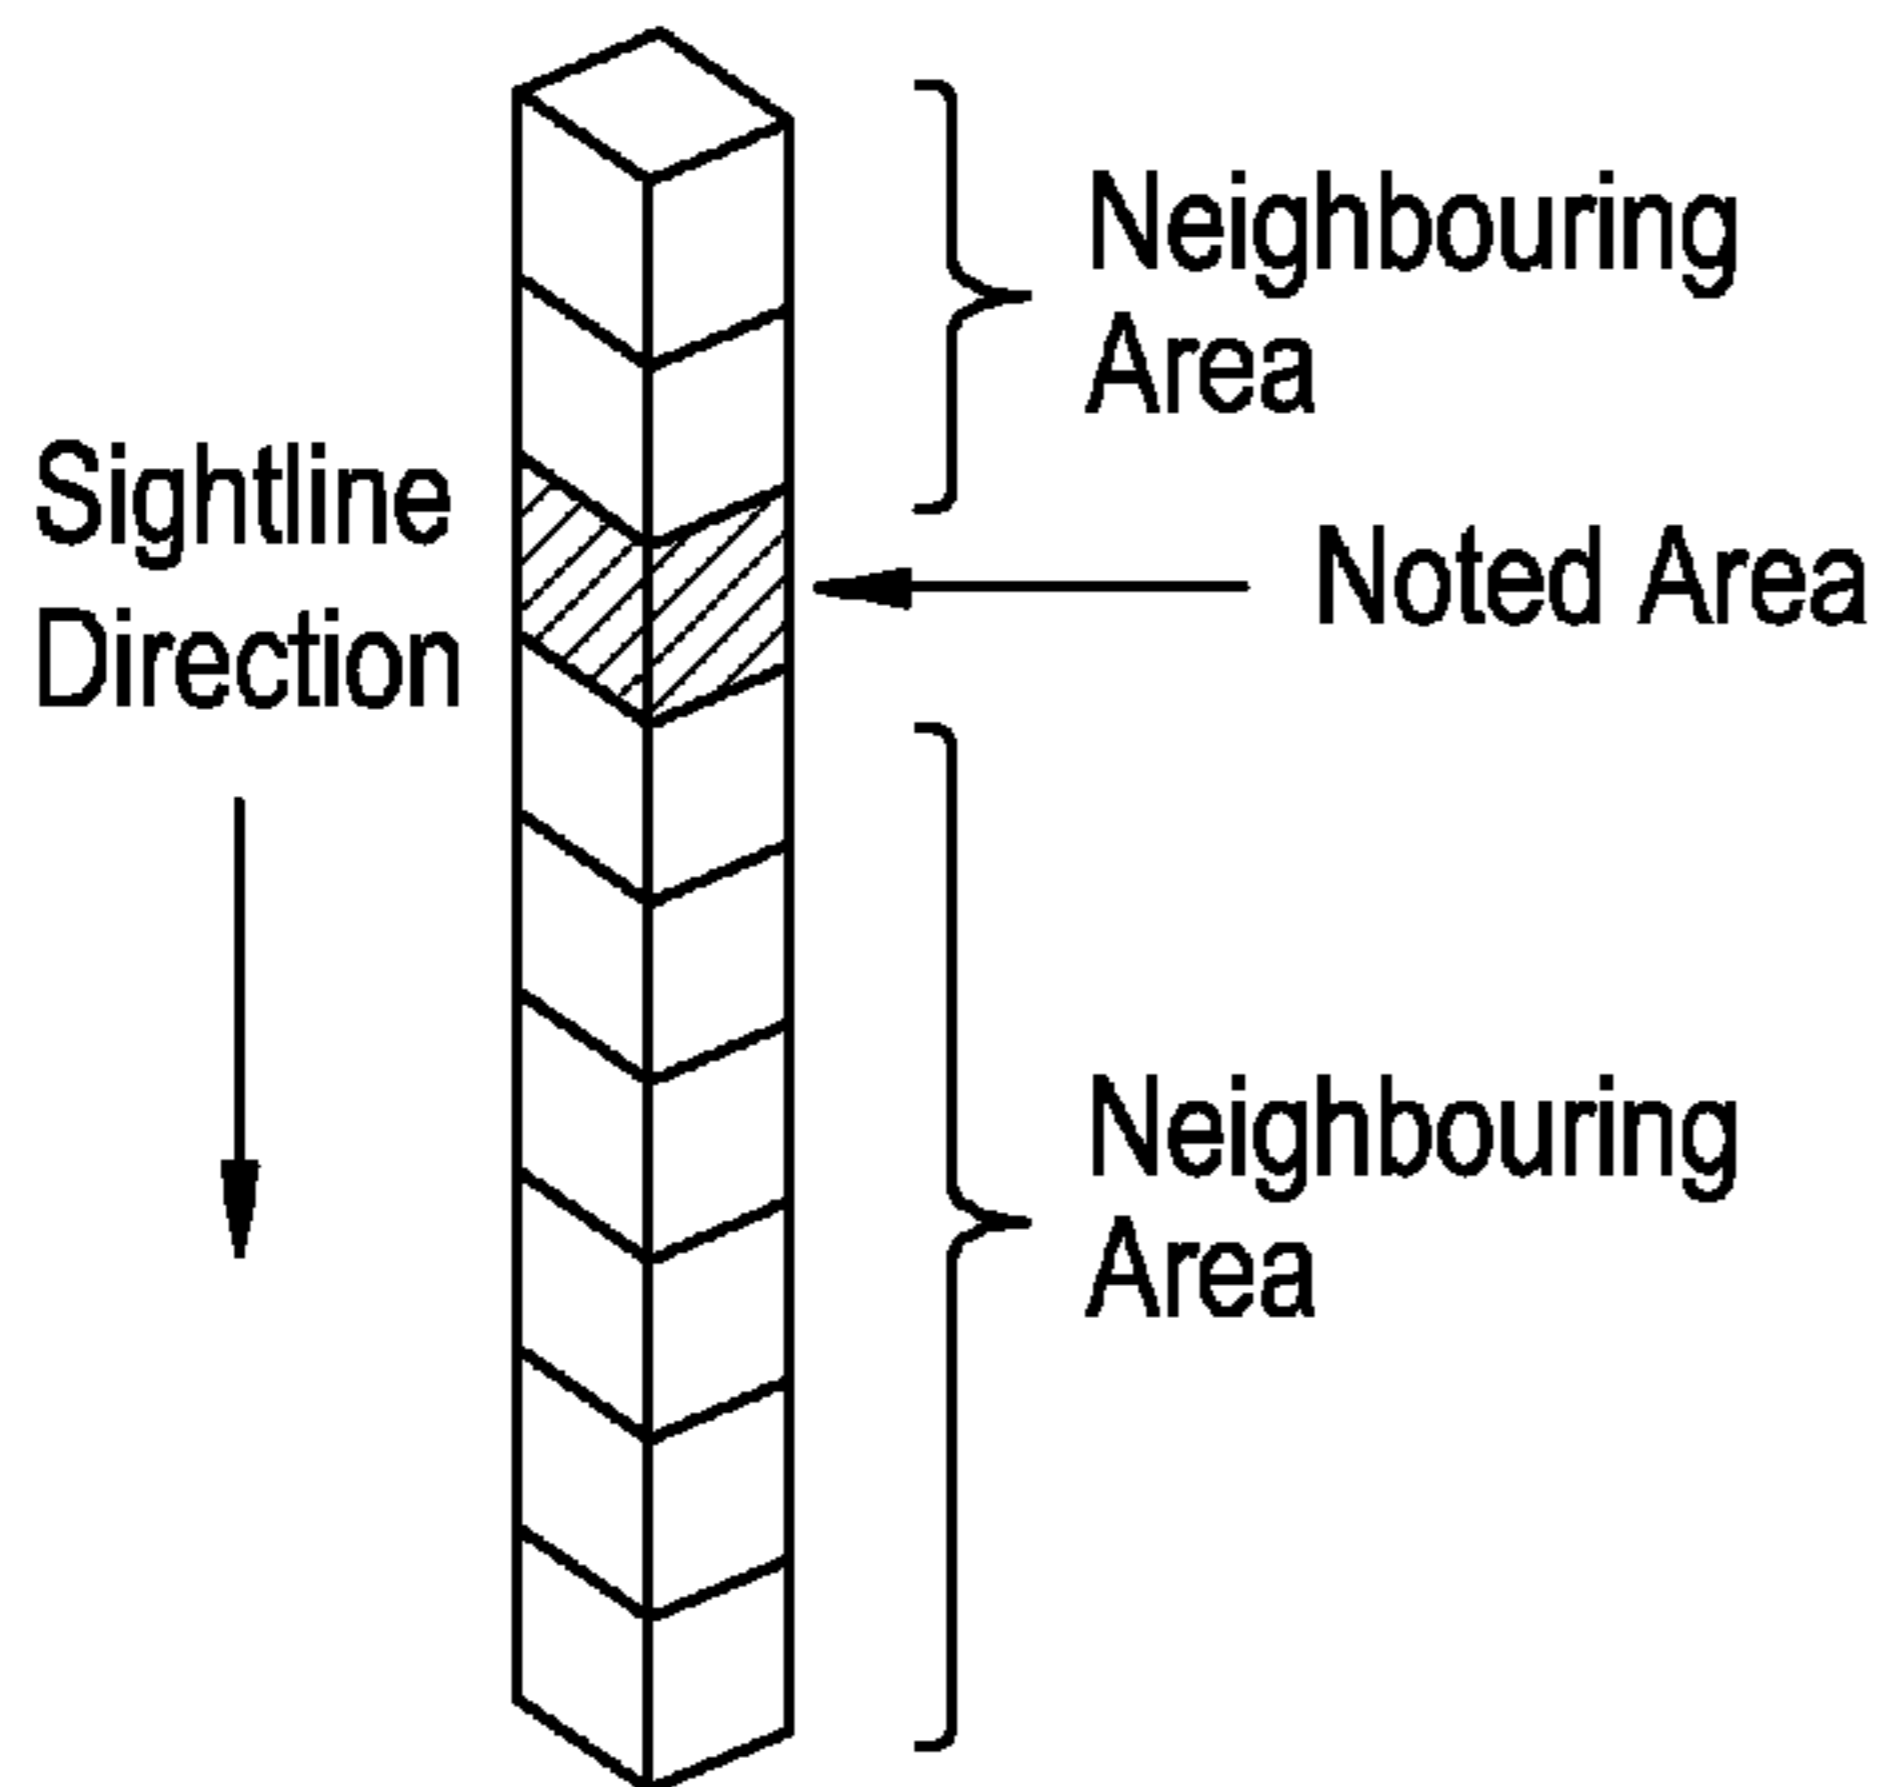 Neighbouring
Area
Sightline
Direction
Noted Area
Neighbouring
Area